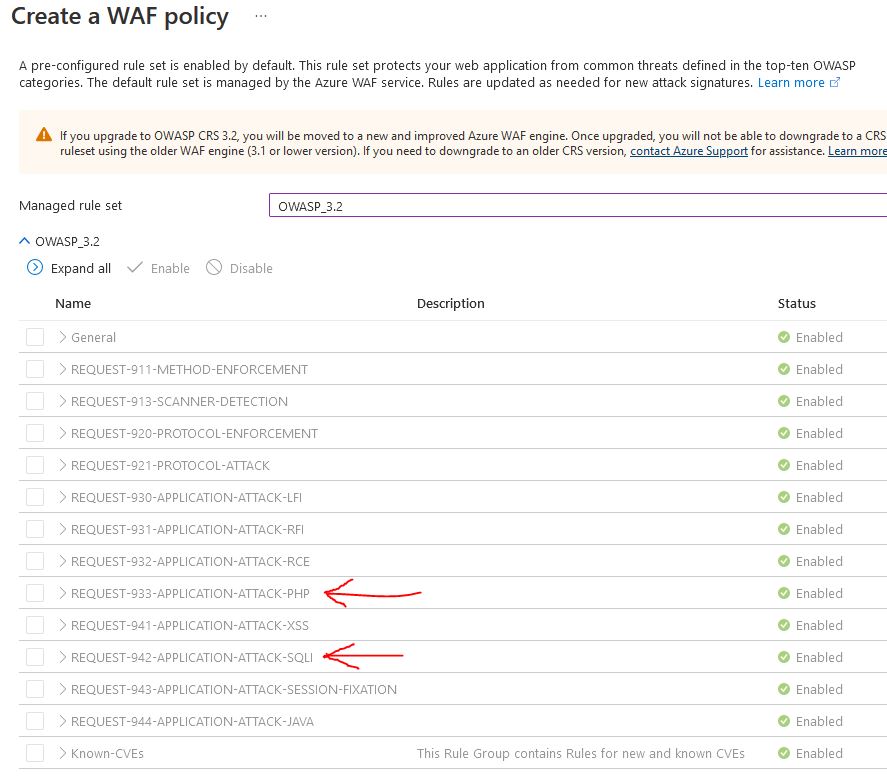 Create a WAF policy ...
A pre-configured rule set is enabled by default. This rule set protects your web application from common threats defined in the top-ten OWASP
categories. The default rule set is managed by the Azure WAF service. Rules are updated as needed for new attack signatures. Learn more
If you upgrade to OWASP CRS 3.2, you will be moved to a new and improved Azure WAF engine. Once upgraded, you will not be able to downgrade to a CRS
ruleset using the older WAF engine (3.1 or lower version). If you need to downgrade to an older CRS version, contact Azure Support for assistance. Learn more
Managed rule set OWASP_3.2
OWASP_3.2
Expand all Enable Disable
Name Description Status
General Enabled
REQUEST-911-METHOD-ENFORCEMENT Enabled
REQUEST-913-SCANNER-DETECTION Enabled
REQUEST-920-PROTOCOL-ENFORCEMENT Enabled
REQUEST-921-PROTOCOL-ATTACK Enabled
REQUEST-930-APPLICATION-ATTACK-LFI Enabled
REQUEST-931-APPLICATION-ATTACK-RFI Enabled
REQUEST-932-APPLICATION-ATTACK-RCE Enabled
REQUEST-933-APPLICATION-ATTACK-PHP Enabled
REQUEST-941-APPLICATION-ATTACK-XSS Enabled
REQUEST-942-APPLICATION-ATTACK-SQLI Enabled
REQUEST-943-APPLICATION-ATTACK-SESSION-FIXATION Enabled
REQUEST-944-APPLICATION-ATTACK-JAVA Enabled
Known-CVEs This Rule Group contains Rules for new and known CVEs Enabled